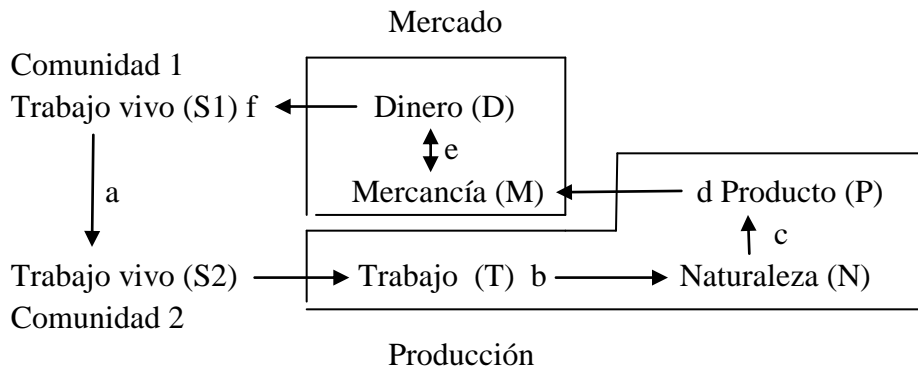 Mercado
Comunidad 1
Trabajo vivo (S1) f Dinero (D)
e
Mercancía (M) d Producto (P)
a
c
Trabajo vivo (S2) Trabajo (T) b Naturaleza (N)
Comunidad 2
Producción